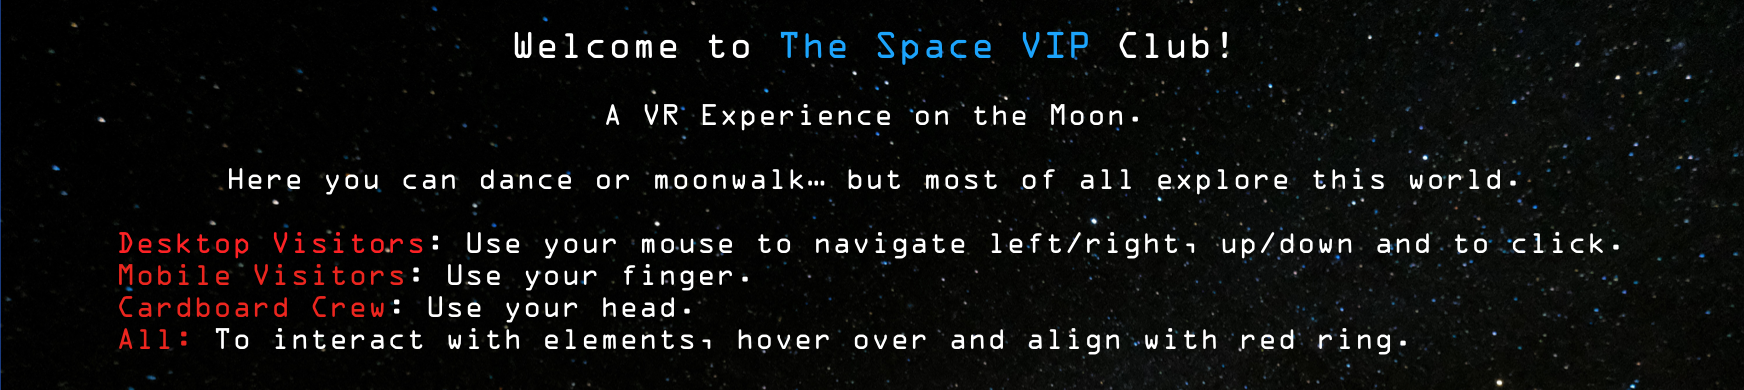 Welcome to The Space VIP Club!
A VR Experience on the Moon.
Here you can dance or moonwalk… but most of all explore this world.
Desktop Visitors: Use your mouse to navigate left/right, up/down and to click.
Mobile Visitors: Use your finger.
Cardboard Crew: Use your head.
All: To interact with elements, hover over and align with red ring.